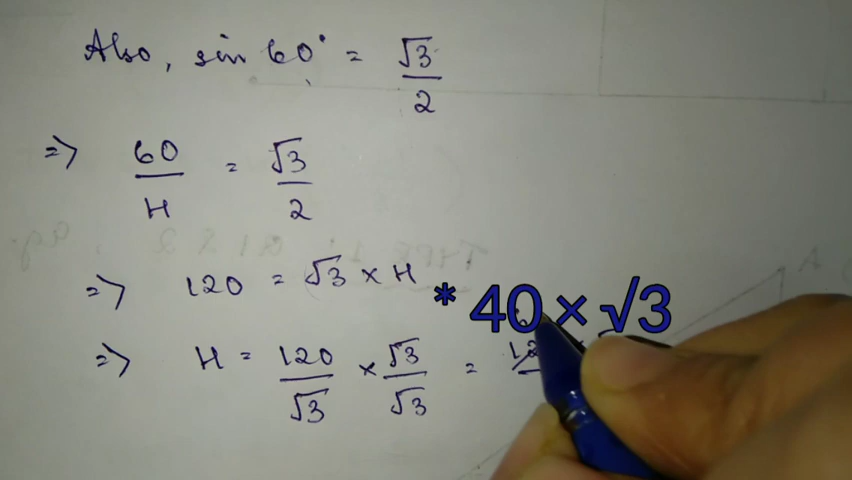 Also, sin 60° = √3/2
=> 60/H = √3/2
=> 120 = √3 × H
* 40 × √3
=> H = 120/√3 × √3/√3 =